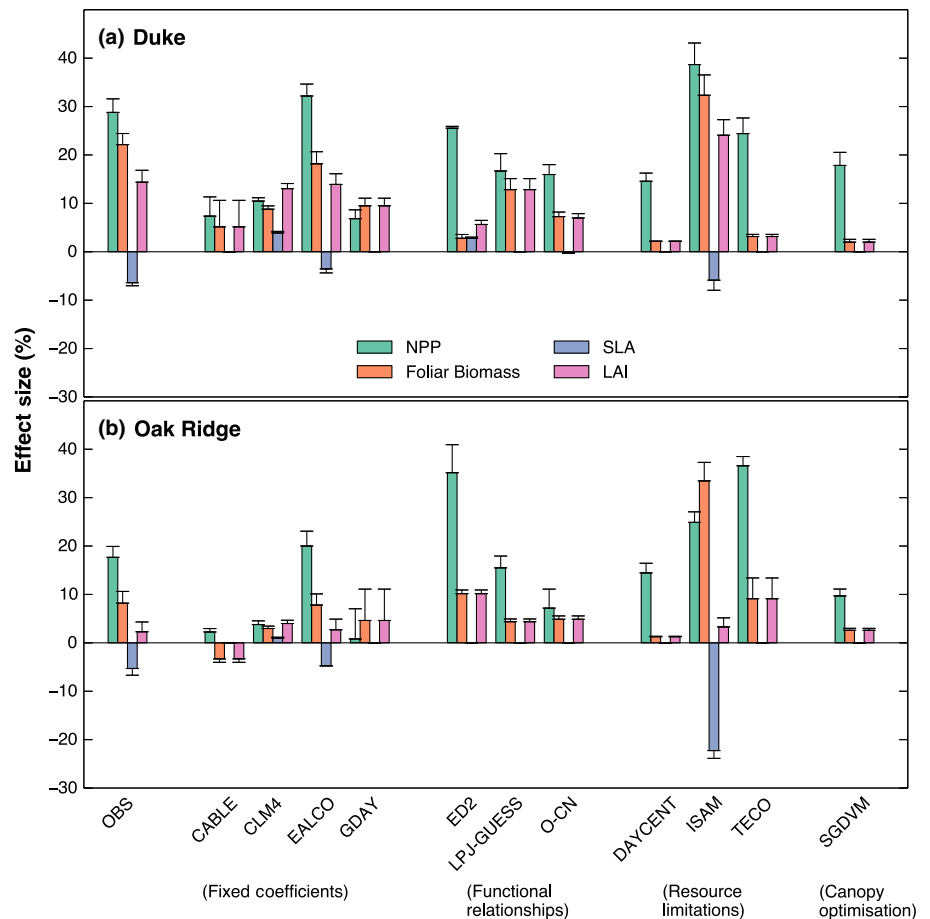 (a) Duke
40
30
20
10
0
−10
−20
−30
NPP
SLA
Foliar Biomass
LAI
Effect size (%)
(b) Oak Ridge
40
30
20
10
0
−10
−20
−30
OBS
CABLE
CLM4
EALCO
GDAY
ED2
LPJ-GUESS
O-CN
DAYCENT
ISAM
TECO
SGDVM
(Fixed coefficients)
(Functional
relationships)
(Resource
limitations)
(Canopy
optimisation)